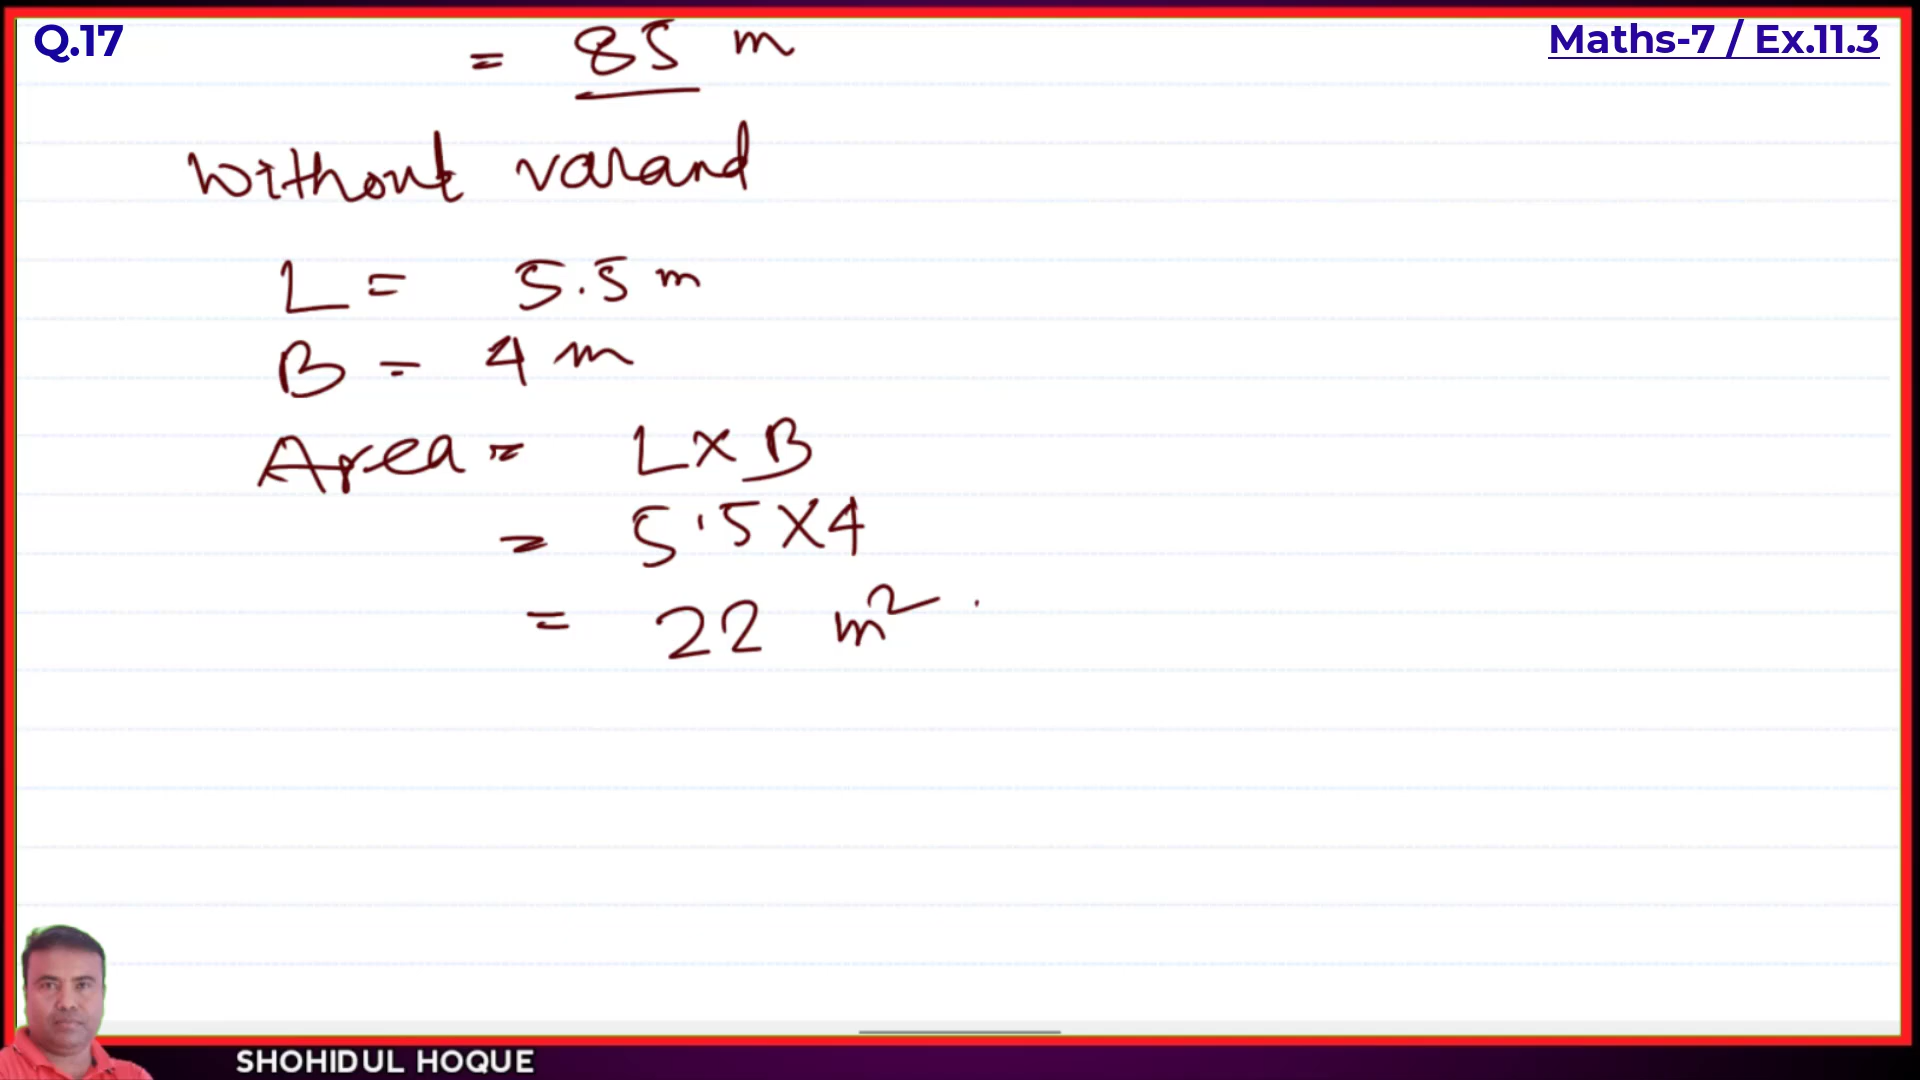 Q.17
Maths-7 / Ex.11.3
= 85 m
Without varand
L = 5.5 m
B = 4 m
Area = L X B
= 5.5 X 4
= 22 m² .
SHOHIDUL HOQUE